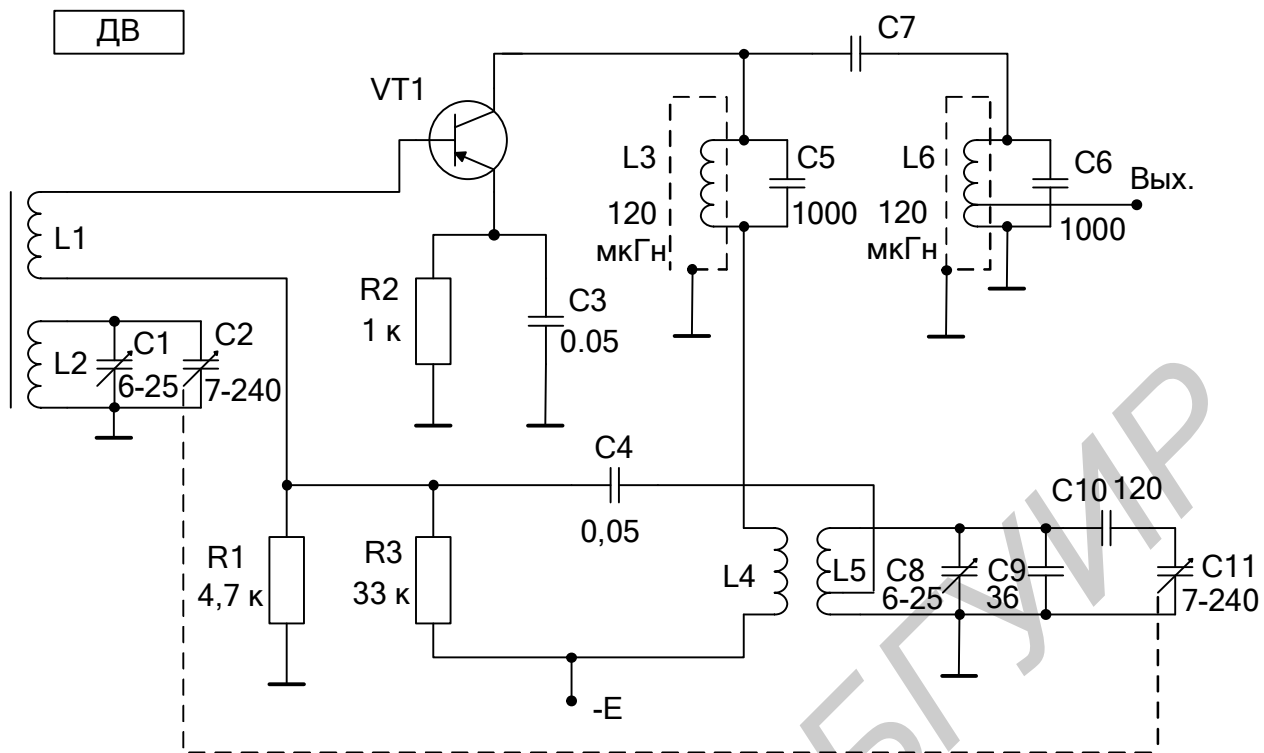 ДВ
C7
VT1
L3
120
мкГн
C5
1000
L6
120
мкГн
C6
1000
Вых.
L1
R2
1 к
C3
0.05
L2
C1
6-25
C2
7-240
C4
0,05
C10 120
R1
4,7 к
R3
33 к
L4
L5
C8
6-25
C9
36
C11
7-240
-E
БГУИР